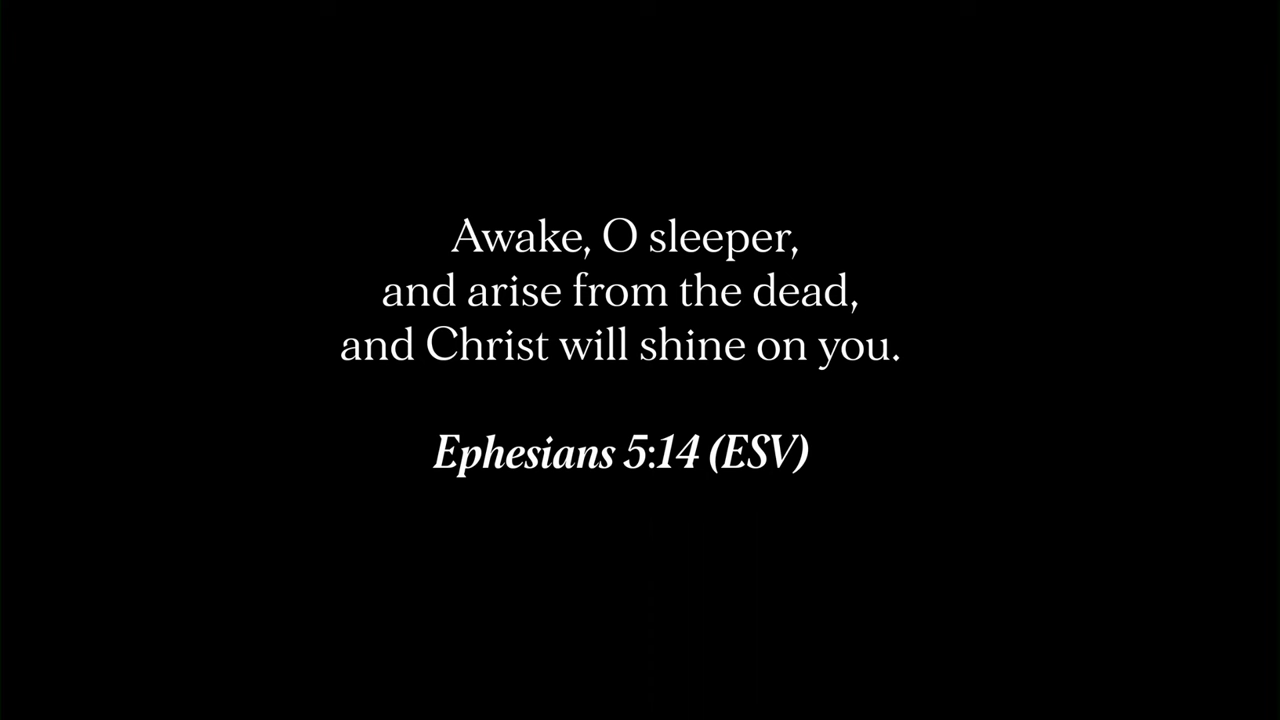 Awake, O sleeper,
and arise from the dead,
and Christ will shine on you.
Ephesians 5:14 (ESV)